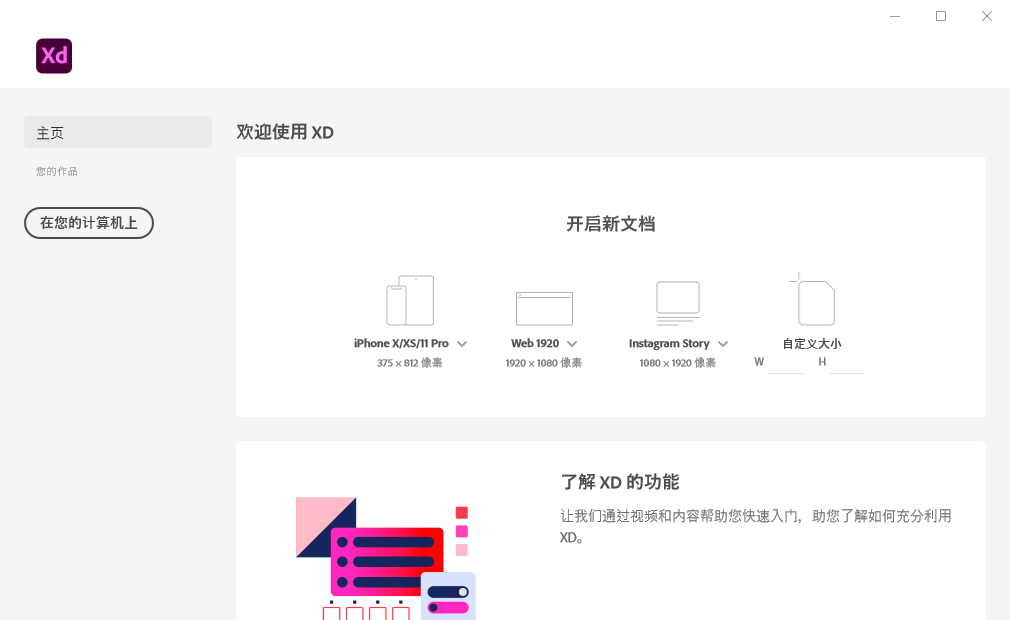 Xd
主页
您的作品
在您的计算机上
欢迎使用 XD
开启新文档
iPhone X/XS/11 Pro
375 × 812 像素
Web 1920
1920 × 1080 像素
Instagram Story
1080 × 1920 像素
自定义大小
W
H
了解 XD 的功能
让我们通过视频和内容帮助您快速入门，助您了解如何充分利用
XD。